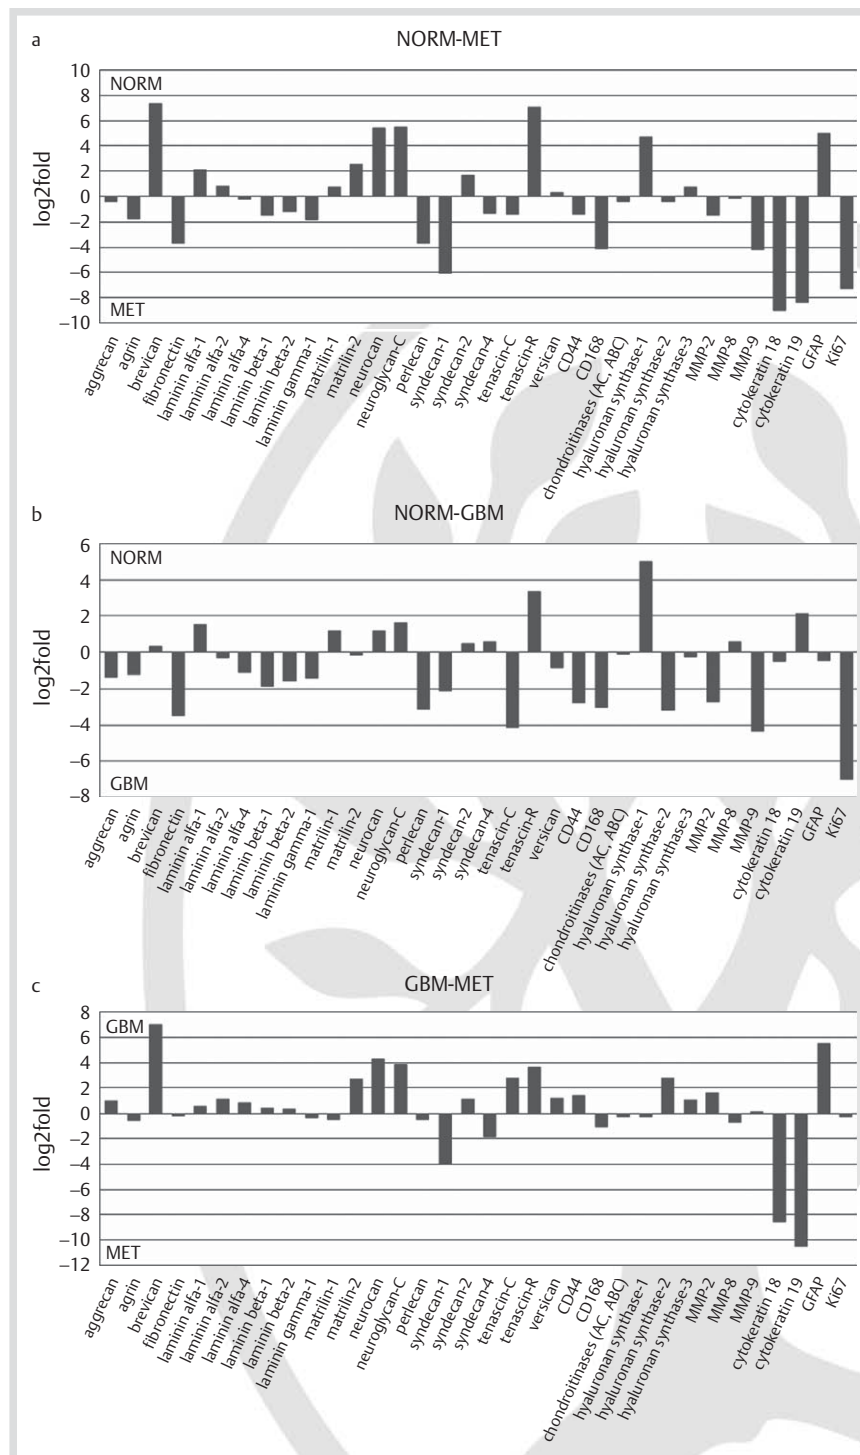 a
NORM-MET
10
NORM
8
6
4
2
0
−2
−4
−6
−8
MET
−10
log2fold
aggrecan
agrin
brevican
fibronectin
laminin alfa-1
laminin alfa-2
laminin alfa-4
laminin beta-1
laminin beta-2
laminin gamma-1
matrilin-1
matrilin-2
neurocan
neuroglycan-C
perlecan
syndecan-1
syndecan-2
syndecan-4
tenascin-C
tenascin-R
versican
CD44
CD168
chondroitinases (AC, ABC)
hyaluronan synthase-1
hyaluronan synthase-2
hyaluronan synthase-3
MMP-2
MMP-8
MMP-9
cytokeratin 18
cytokeratin 19
GFAP
Ki67
b
NORM-GBM
6
NORM
4
2
0
−2
−4
−6
GBM
−8
log2fold
aggrecan
agrin
brevican
fibronectin
laminin alfa-1
laminin alfa-2
laminin alfa-4
laminin beta-1
laminin beta-2
laminin gamma-1
matrilin-1
matrilin-2
neurocan
neuroglycan-C
perlecan
syndecan-1
syndecan-2
syndecan-4
tenascin-C
tenascin-R
versican
CD44
CD168
chondroitinases (AC, ABC)
hyaluronan synthase-1
hyaluronan synthase-2
hyaluronan synthase-3
MMP-2
MMP-8
MMP-9
cytokeratin 18
cytokeratin 19
GFAP
Ki67
c
GBM-MET
8
GBM
6
4
2
0
−2
−4
−6
−8
−10
MET
−12
log2fold
aggrecan
agrin
brevican
fibronectin
laminin alfa-1
laminin alfa-2
laminin alfa-4
laminin beta-1
laminin beta-2
laminin gamma-1
matrilin-1
matrilin-2
neurocan
neuroglycan-C
perlecan
syndecan-1
syndecan-2
syndecan-4
tenascin-C
tenascin-R
versican
CD44
CD168
chondroitinases (AC, ABC)
hyaluronan synthase-1
hyaluronan synthase-2
hyaluronan synthase-3
MMP-2
MMP-8
MMP-9
cytokeratin 18
cytokeratin 19
GFAP
Ki67